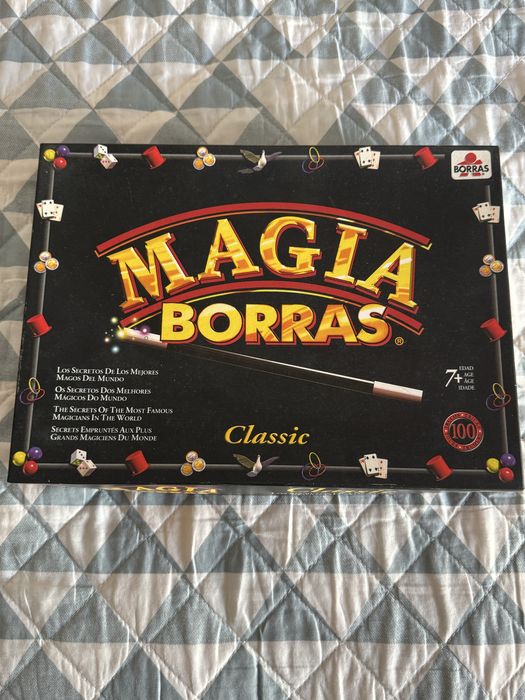 BORRAS
MAGIA
BORRAS®
LOS SECRETOS DE LOS MEJORES
MAGOS DEL MUNDO
OS SECRETOS DOS MELHORES
MÁGICOS DO MUNDO
THE SECRETS OF THE MOST FAMOUS
MAGICIANS IN THE WORLD
SECRETS EMPRUNTÉS AUX PLUS
GRANDS MAGICIENS DU MONDE
7+
EDAD
AGE
ÂGE
IDADE
100
Classic
MAGIA
Classic